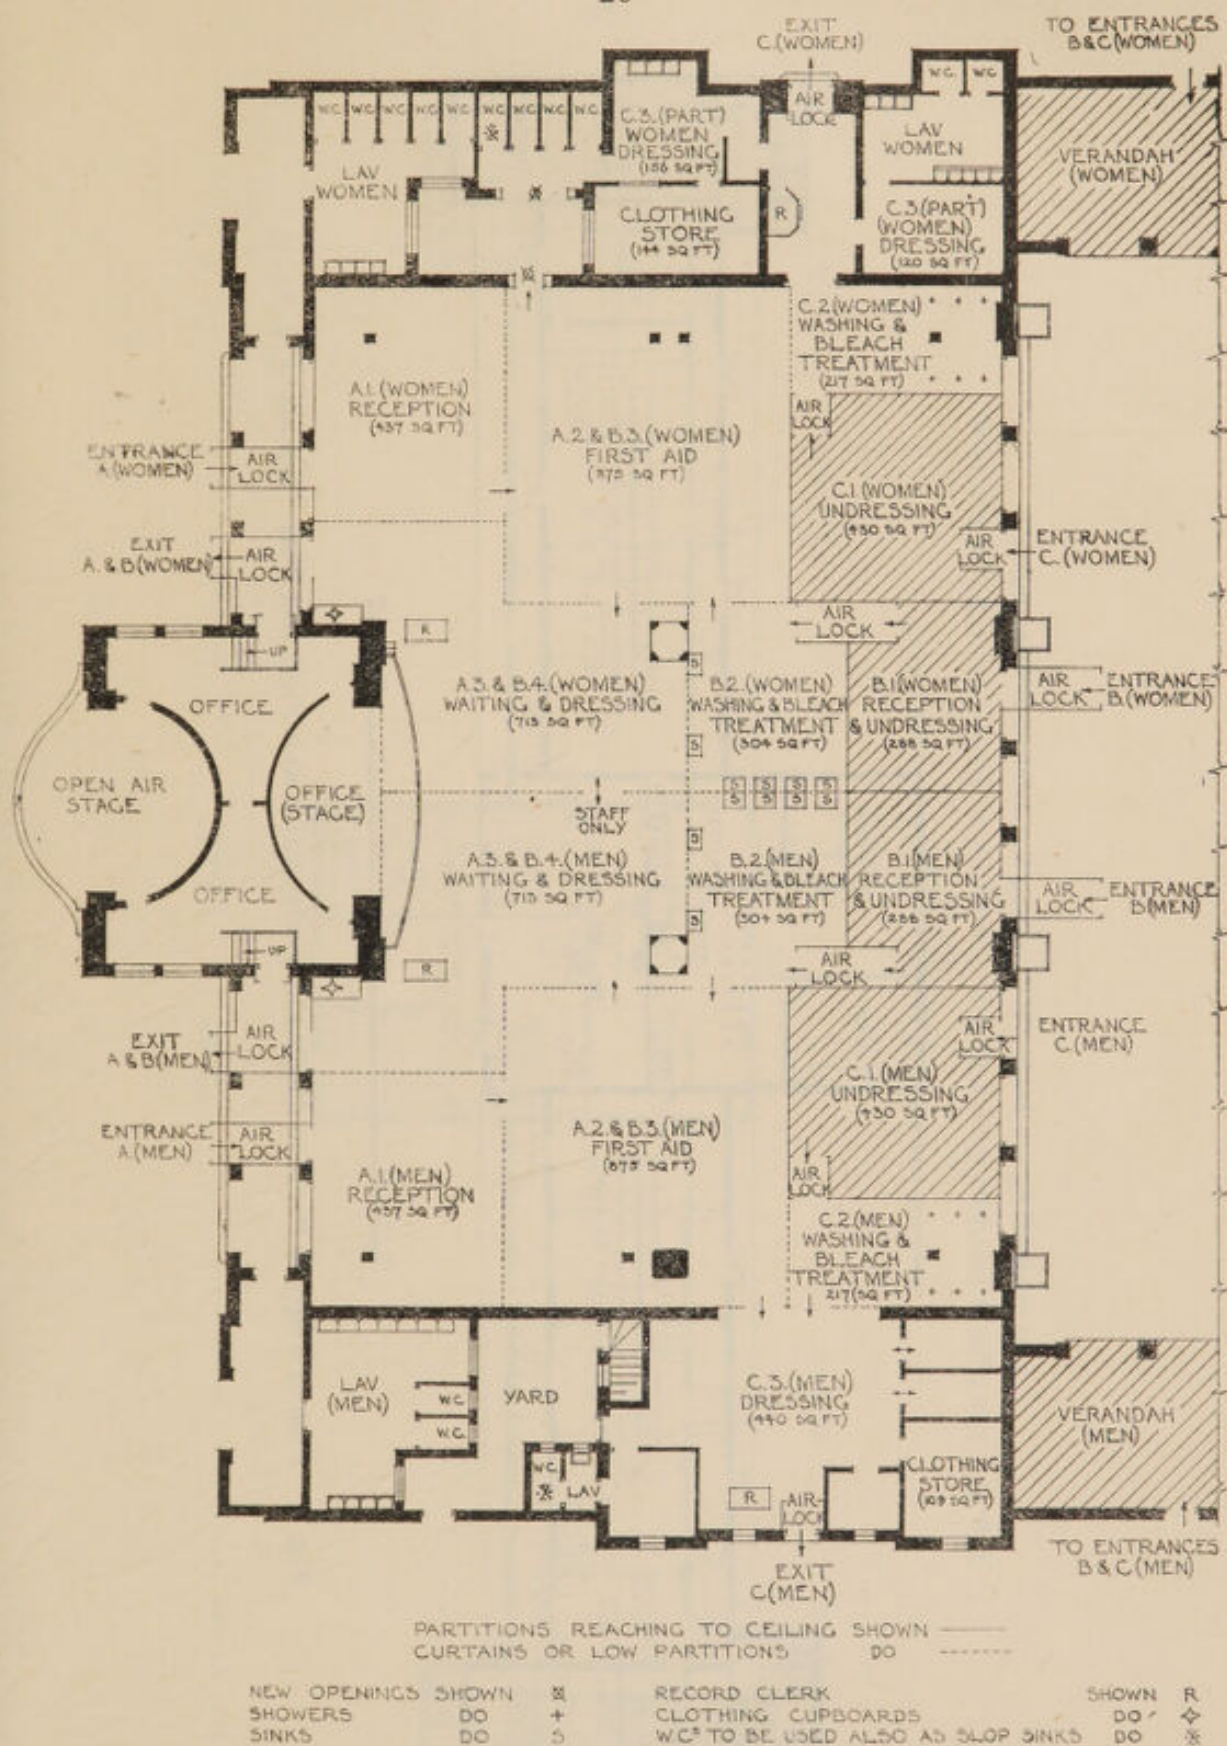 EXIT
C.(WOMEN)
TO ENTRANCES
B&C(WOMEN)
W.C. W.C. W.C. W.C. W.C. W.C. W.C. W.C. W.C.
W.C. W.C.
AIR
LOCK
C.3.(PART)
WOMEN
DRESSING
(156 SQ FT)
LAV
WOMEN
VERANDAH
(WOMEN)
LAV
WOMEN
CLOTHING
STORE
(144 SQ FT)
R
C.3.(PART)
(WOMEN)
DRESSING
(120 SQ FT)
C.2.(WOMEN)
WASHING &
BLEACH
TREATMENT
(217 SQ FT)
A.1.(WOMEN)
RECEPTION
(437 SQ FT)
AIR
LOCK
A.2 & B.3.(WOMEN)
FIRST AID
(875 SQ FT)
ENTRANCE
A.(WOMEN)
AIR
LOCK
C.1.(WOMEN)
UNDRESSING
(430 SQ FT)
EXIT
A. & B(WOMEN)
AIR
LOCK
AIR
LOCK
ENTRANCE
C.(WOMEN)
AIR
LOCK
R
UP
S
OFFICE
A.3. & B.4.(WOMEN)
WAITING & DRESSING
(715 SQ FT)
B.2.(WOMEN)
WASHING & BLEACH
TREATMENT
(304 SQ FT)
B.1(WOMEN)
RECEPTION
& UNDRESSING
(288 SQ FT)
AIR
LOCK
ENTRANCE
B.(WOMEN)
S
OPEN AIR
STAGE
OFFICE
(STAGE)
S S S S
S S S S
STAFF
ONLY
S
A.3. & B.4.(MEN)
WAITING & DRESSING
(715 SQ FT)
B.2.(MEN)
WASHING & BLEACH
TREATMENT
(304 SQ FT)
B.1(MEN)
RECEPTION
& UNDRESSING
(288 SQ FT)
AIR
LOCK
ENTRANCE
B(MEN)
OFFICE
S
UP
R
AIR
LOCK
EXIT
A & B(MEN)
AIR
LOCK
AIR
LOCK
ENTRANCE
C.(MEN)
C.1.(MEN)
UNDRESSING
(430 SQ FT)
ENTRANCE
A.(MEN)
AIR
LOCK
A.2. & B.3.(MEN)
FIRST AID
(875 SQ FT)
A.1.(MEN)
RECEPTION
(437 SQ FT)
AIR
LOCK
C.2.(MEN)
WASHING &
BLEACH
TREATMENT
217(SQ FT)
LAV
(MEN)
W.C.
W.C.
YARD
C.3.(MEN)
DRESSING
(440 SQ FT)
VERANDAH
(MEN)
W.C.
LAV
CLOTHING
STORE
(109 SQ FT)
R
AIR
LOCK
EXIT
C(MEN)
TO ENTRANCES
B & C(MEN)
PARTITIONS REACHING TO CEILING SHOWN
CURTAINS OR LOW PARTITIONS DO
NEW OPENINGS SHOWN
RECORD CLERK SHOWN R
SHOWERS DO +
CLOTHING CUPBOARDS DO
SINKS DO S
W.CS TO BE USED ALSO AS SLOP SINKS DO